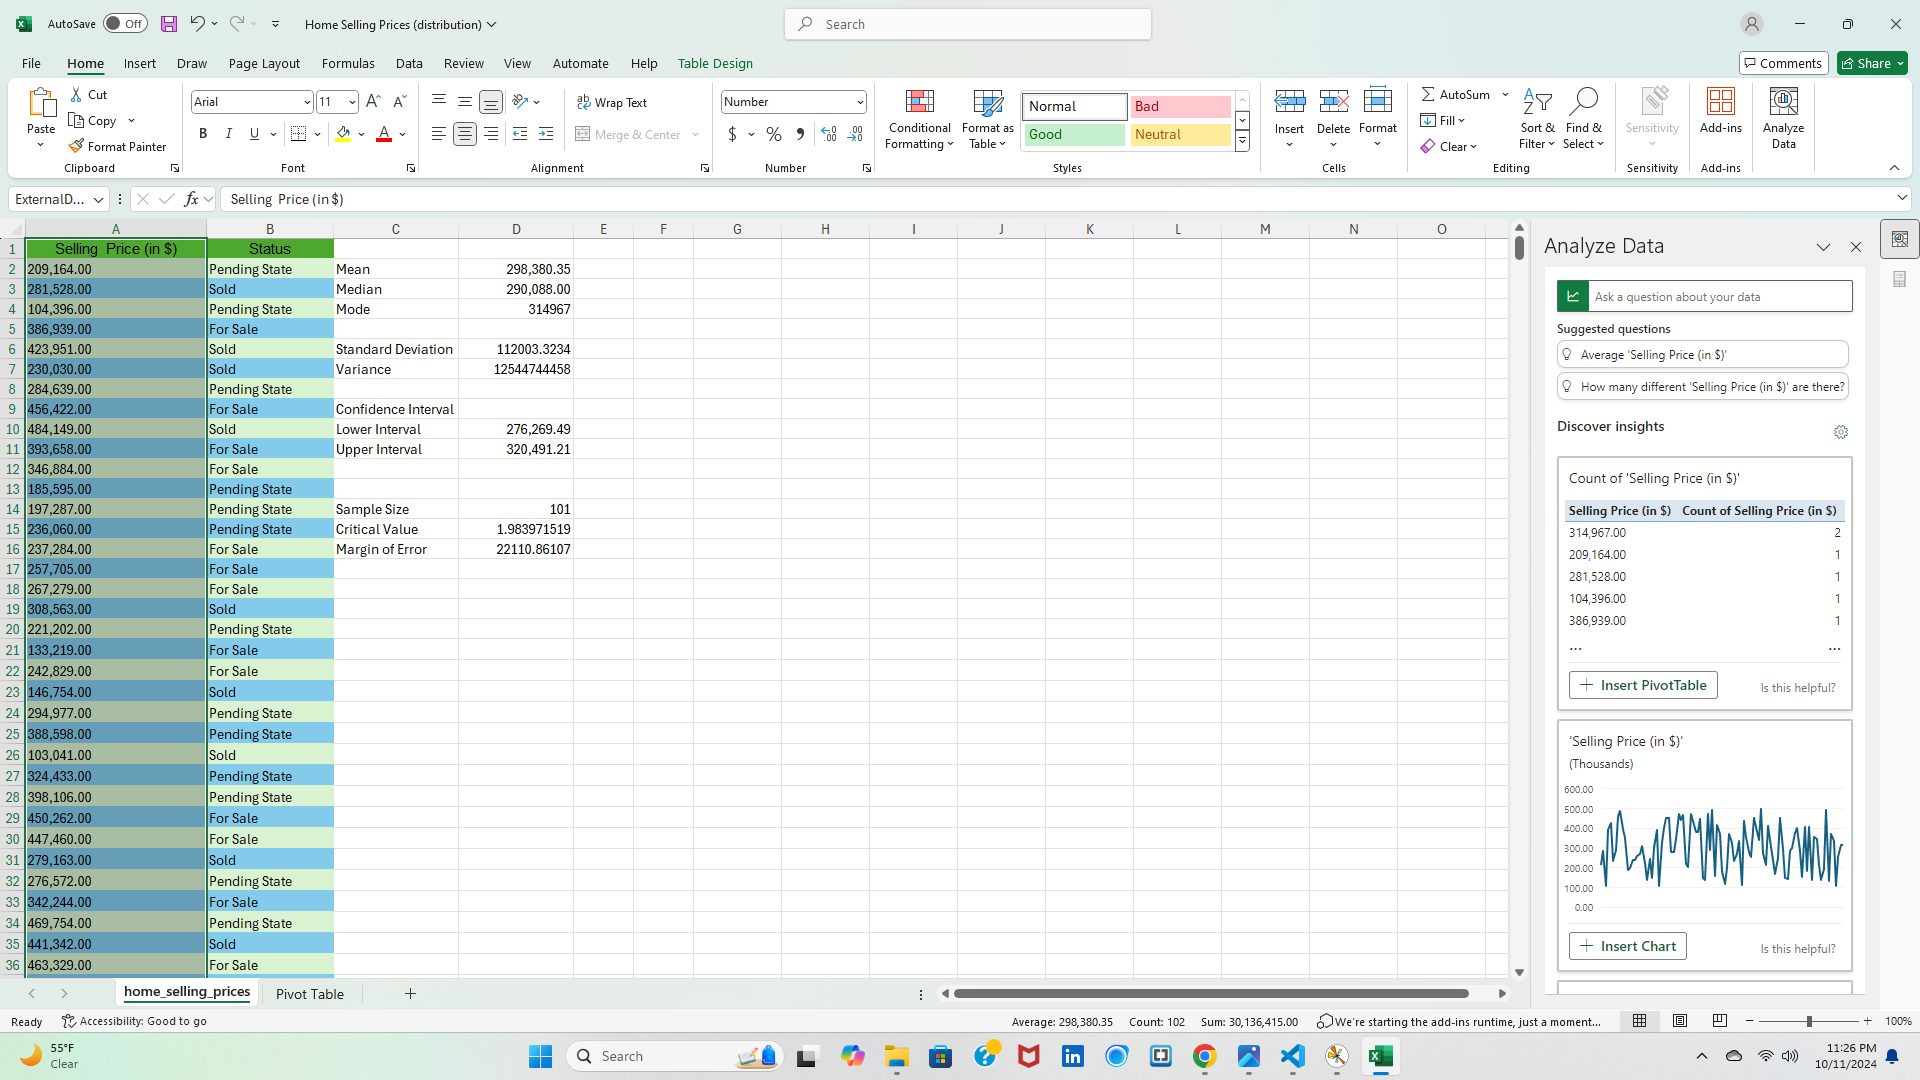 AutoSave Off Home Selling Prices (distribution) Search
File Home Insert Draw Page Layout Formulas Data Review View Automate Help Table Design Comments Share
Paste Cut Copy Format Painter Clipboard
Arial 11 B I U Font
Wrap Text Merge & Center Alignment
Number $ % Number
Conditional Formatting Format as Table Normal Bad Good Neutral Styles
Insert Delete Format Cells
AutoSum Fill Clear Sort & Filter Find & Select Editing
Sensitivity Sensitivity Add-ins Add-ins Analyze Data
ExternalD... fx Selling Price (in $)
A B C D E F G H I J K L M N O
1 Selling Price (in $) Status
2 209,164.00 Pending State Mean 298,380.35
3 281,528.00 Sold Median 290,088.00
4 104,396.00 Pending State Mode 314967
5 386,939.00 For Sale
6 423,951.00 Sold Standard Deviation 112003.3234
7 230,030.00 Sold Variance 12544744458
8 284,639.00 Pending State
9 456,422.00 For Sale Confidence Interval
10 484,149.00 Sold Lower Interval 276,269.49
11 393,658.00 For Sale Upper Interval 320,491.21
12 346,884.00 For Sale
13 185,595.00 Pending State
14 197,287.00 Pending State Sample Size 101
15 236,060.00 Pending State Critical Value 1.983971519
16 237,284.00 For Sale Margin of Error 22110.86107
17 257,705.00 For Sale
18 267,279.00 For Sale
19 308,563.00 Sold
20 221,202.00 Pending State
21 133,219.00 For Sale
22 242,829.00 For Sale
23 146,754.00 Sold
24 294,977.00 Pending State
25 388,598.00 Pending State
26 103,041.00 Sold
27 324,433.00 Pending State
28 398,106.00 Pending State
29 450,262.00 For Sale
30 447,460.00 For Sale
31 279,163.00 Sold
32 276,572.00 Pending State
33 342,244.00 For Sale
34 469,754.00 Pending State
35 441,342.00 Sold
36 463,329.00 For Sale
Analyze Data
Ask a question about your data
Suggested questions
Average 'Selling Price (in $)'
How many different 'Selling Price (in $)' are there?
Discover insights
Count of 'Selling Price (in $)'
Selling Price (in $) Count of Selling Price (in $)
314,967.00 2
209,164.00 1
281,528.00 1
104,396.00 1
386,939.00 1
... ...
Insert PivotTable Is this helpful?
'Selling Price (in $)'
(Thousands)
600.00
500.00
400.00
300.00
200.00
100.00
0.00
Insert Chart Is this helpful?
home_selling_prices Pivot Table
Ready Accessibility: Good to go Average: 298,380.35 Count: 102 Sum: 30,136,415.00 We're starting the add-ins runtime, just a moment... 100%
55°F
Clear
Search
11:26 PM
10/11/2024